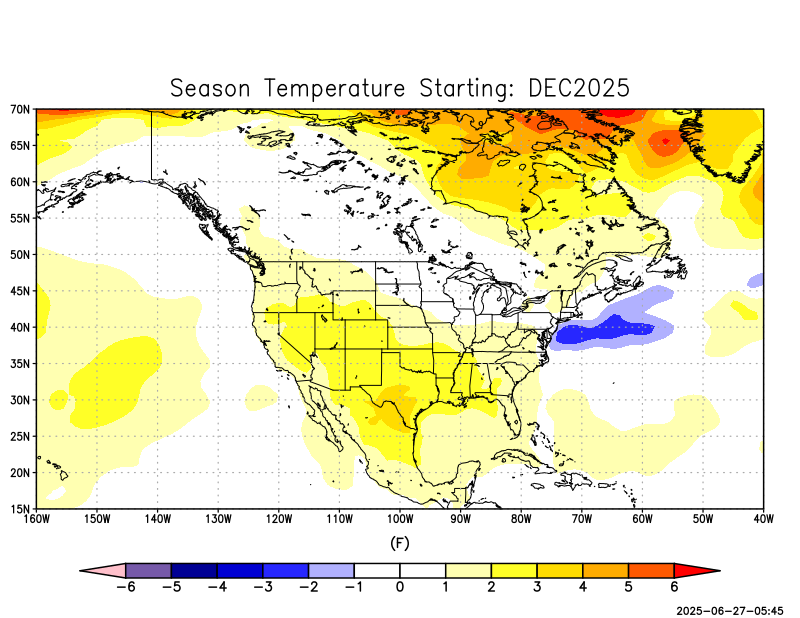 Season Temperature Starting: DEC2025
70N
65N
60N
55N
50N
45N
40N
35N
30N
25N
20N
15N
160W 150W 140W 130W 120W 110W 100W 90W 80W 70W 60W 50W 40W
(F)
−6 −5 −4 −3 −2 −1 0 1 2 3 4 5 6
2025−06−27−05:45